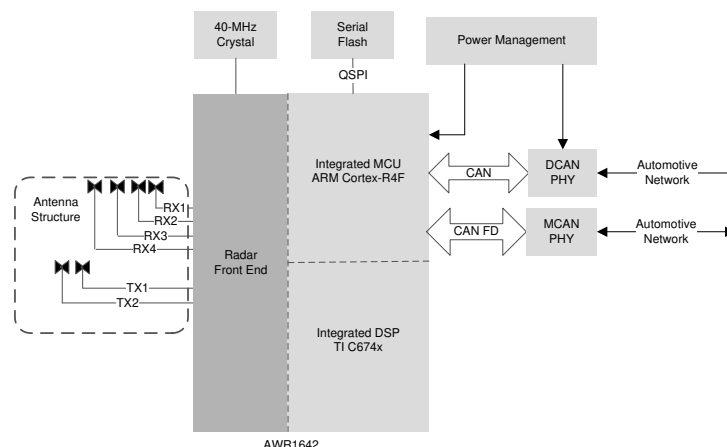 40-MHz
Crystal
Serial
Flash
Power Management
QSPI
Integrated MCU
ARM Cortex-R4F
CAN
DCAN
PHY
Automotive
Network
Antenna
Structure
RX1
RX2
RX3
RX4
Radar
Front End
CAN FD
MCAN
PHY
Automotive
Network
TX1
TX2
Integrated DSP
TI C674x
AWR1642